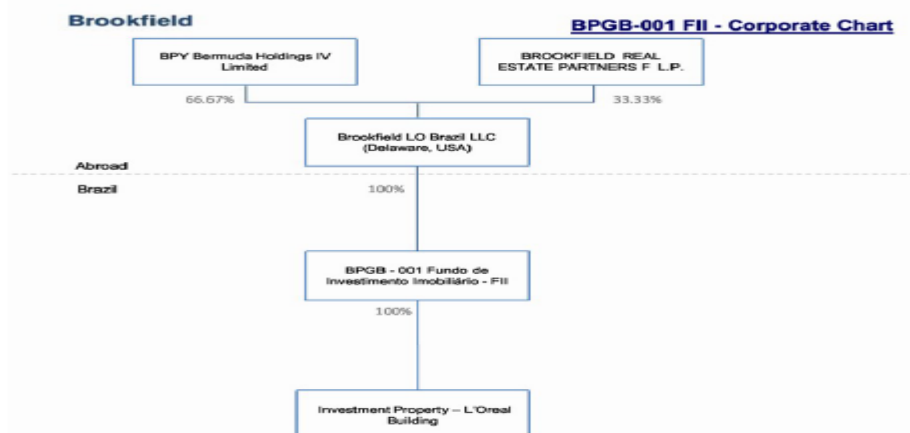 Brookfield
BPGB-001 FII - Corporate Chart
BPY Bermuda Holdings IV
Limited
BROOKFIELD REAL
ESTATE PARTNERS F L.P.
66.67%
33.33%
Brookfield LO Brazil LLC
(Delaware, USA)
Abroad
Brazil
100%
BPGB - 001 Fundo de
Investimento Imobiliário - FII
100%
Investment Property – L'Oreal
Building